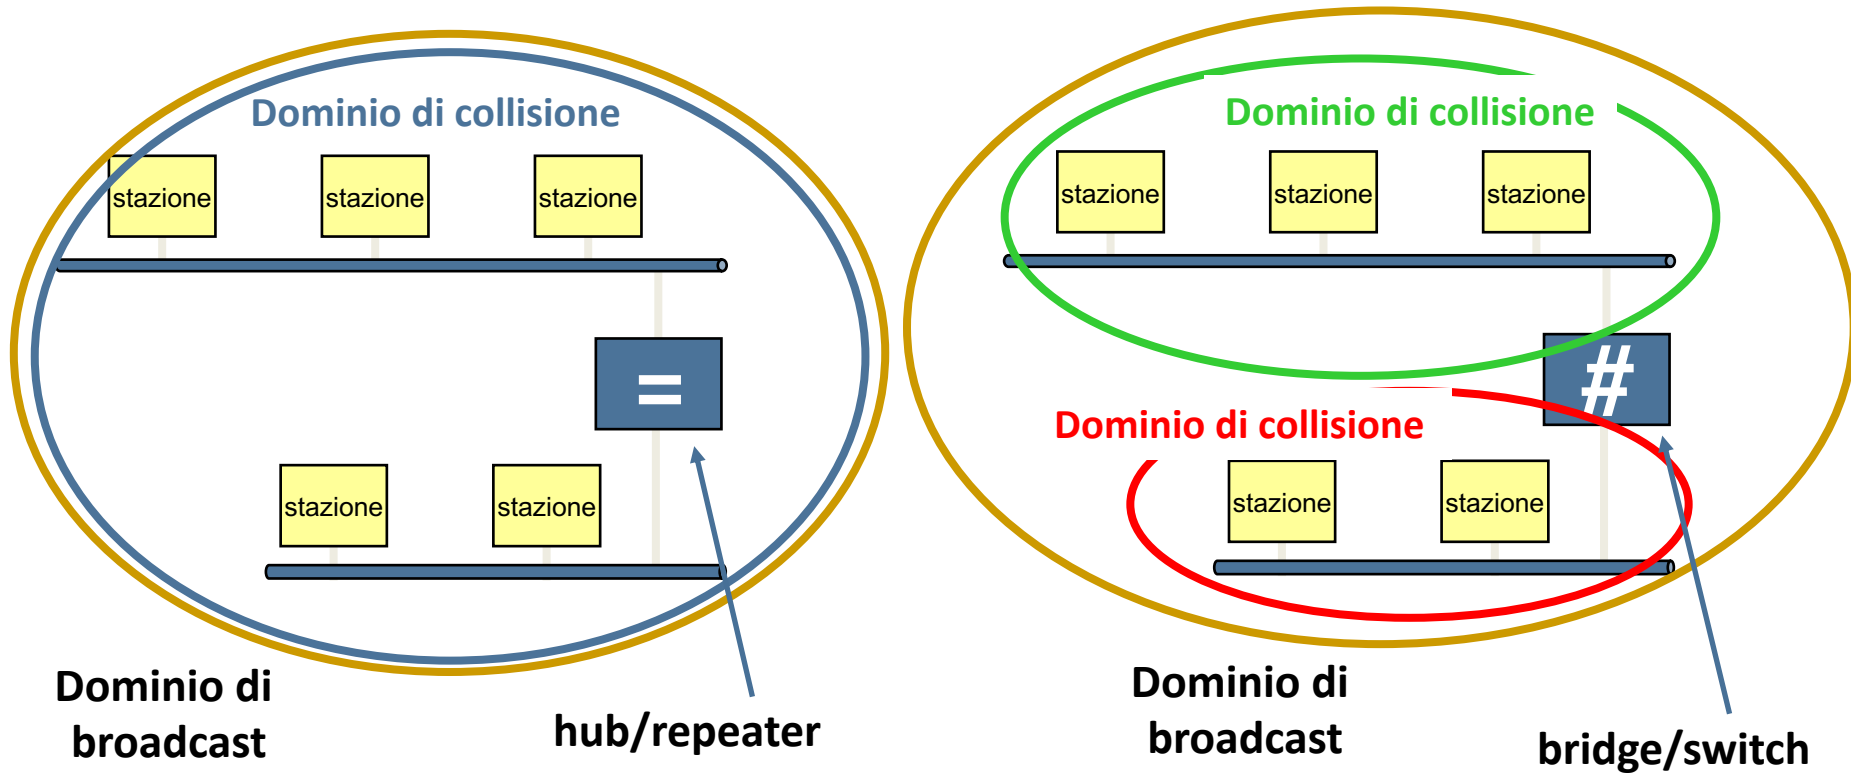 Dominio di collisione
stazione stazione stazione
=
stazione stazione
Dominio di
broadcast
hub/repeater
Dominio di collisione
stazione stazione stazione
#
Dominio di collisione
stazione stazione
Dominio di
broadcast
bridge/switch